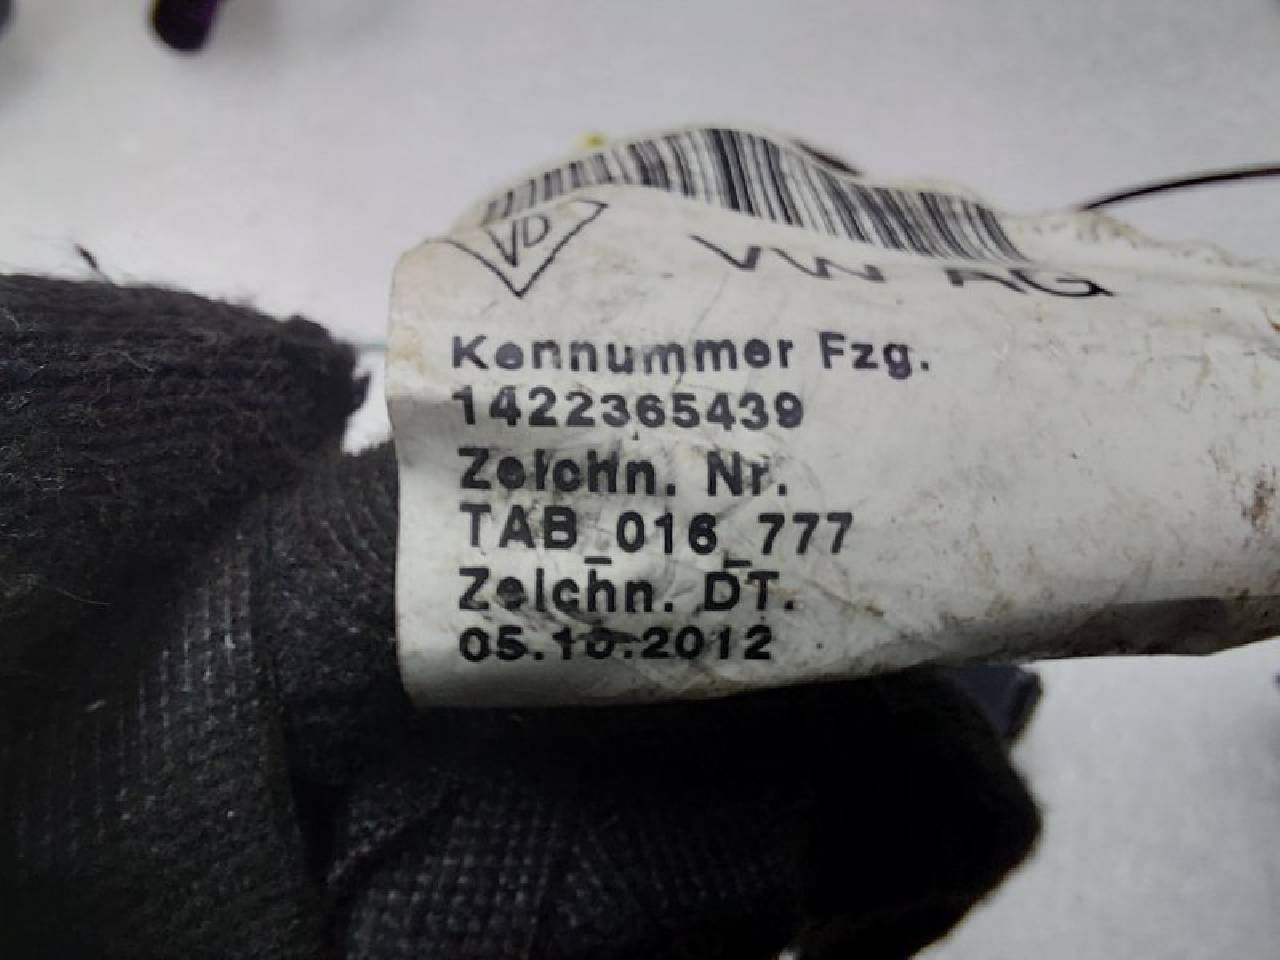 VD
VW AG
Kennummer Fzg.
1422365439
Zeichn. Nr.
TAB_016_777
Zeichn. DT.
05.10.2012